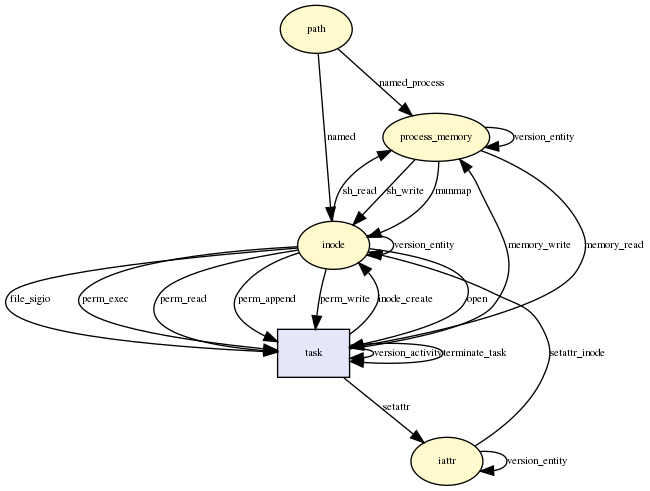 path
named_process
named
process_memory
version_entity
sh_read
sh_write
munmap
inode
version_entity
memory_write
memory_read
file_sigio
perm_exec
perm_read
perm_append
perm_write
inode_create
open
task
version_activity
terminate_task
setattr_inode
setattr
iattr
version_entity